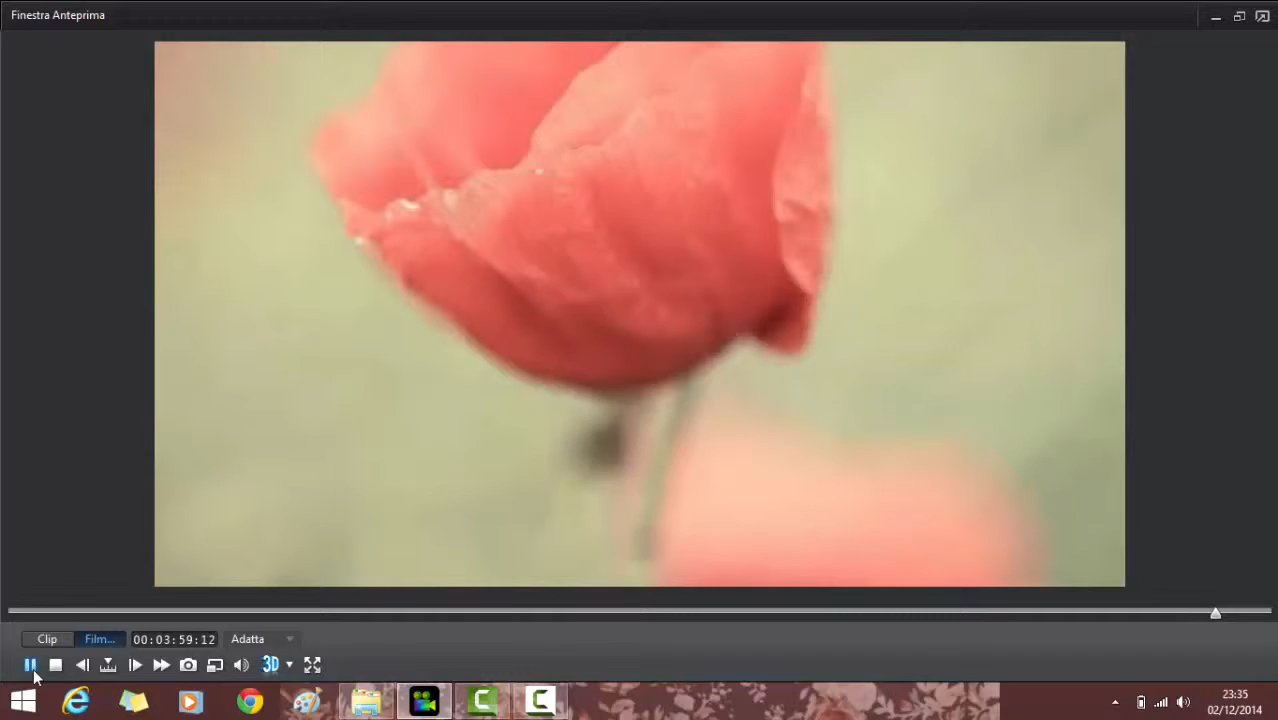 Finestra Anteprima
Clip Film... 00:03:59:12 Adatta
3D
23:35
02/12/2014